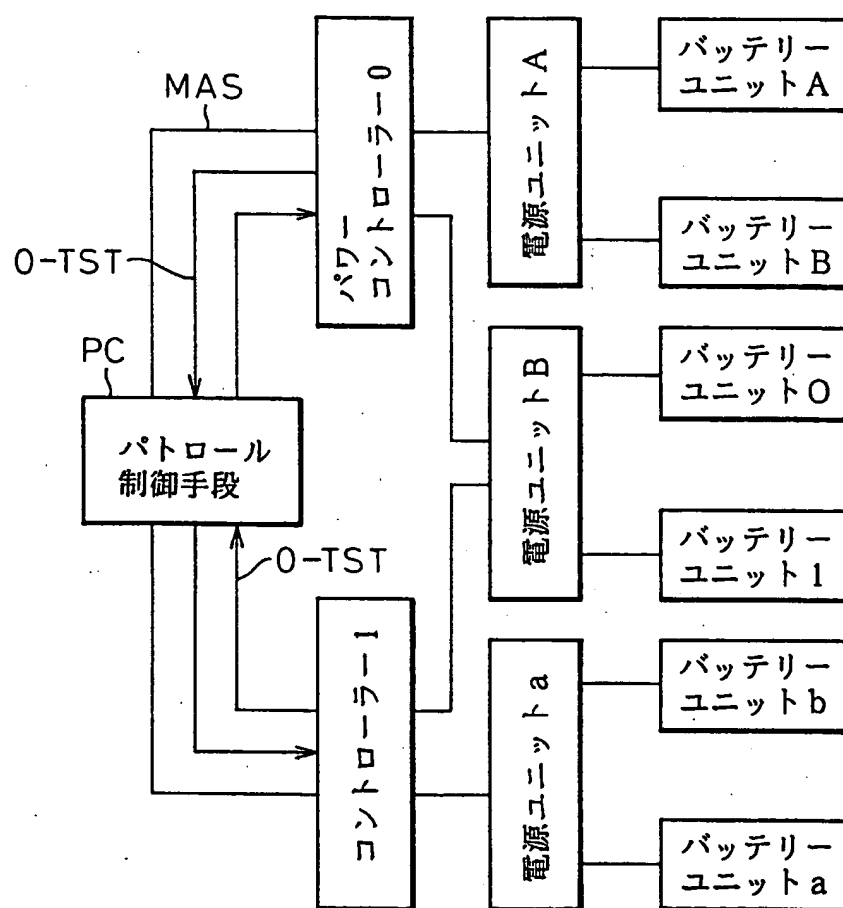 MAS
O-TST
PC
パトロール
制御手段
O-TST
パワー
コントローラー0
コントローラー1
電源ユニットA
電源ユニットB
電源ユニットa
バッテリー
ユニットA
バッテリー
ユニットB
バッテリー
ユニットO
バッテリー
ユニット1
バッテリー
ユニットb
バッテリー
ユニットa